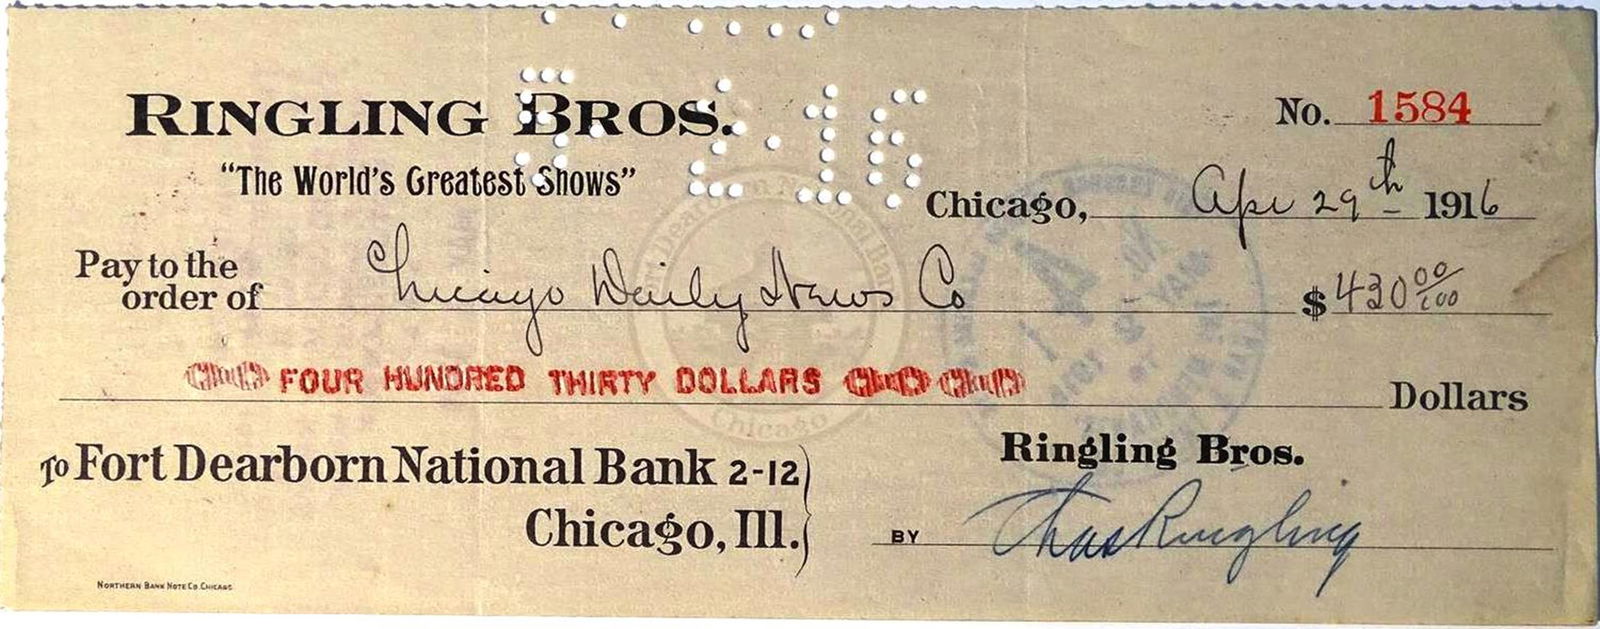 RINGLING BROS.
No. 1584
"The World's Greatest Shows"
Chicago, Apr 29th 1916
Pay to the
order of Chicago Daily News Co $430 00/100
FOUR HUNDRED THIRTY DOLLARS Dollars
To Fort Dearborn National Bank 2-12
Chicago, Ill.
Ringling Bros.
BY Chas Ringling
NORTHERN BANK NOTE CO. CHICAGO